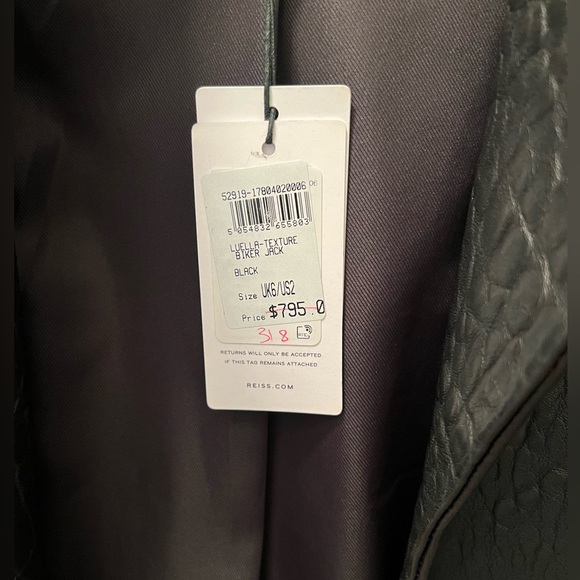 52919-17804020006
5 054832 655803
LUELLA-TEXTURE
BIKER JACK
BLACK
Size UK6/US2
Price $795.0
318
RETURNS WILL ONLY BE ACCEPTED
IF THIS TAG REMAINS ATTACHED
REISS.COM